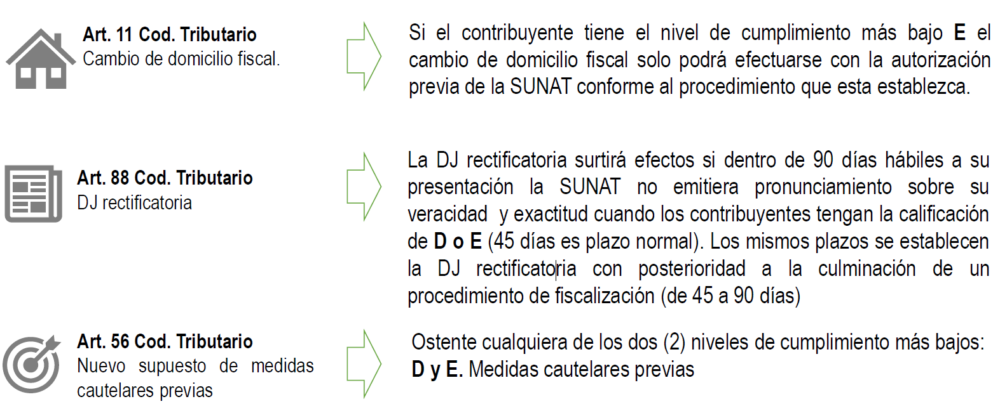 Art. 11 Cod. Tributario
Cambio de domicilio fiscal.
Si el contribuyente tiene el nivel de cumplimiento más bajo E el
cambio de domicilio fiscal solo podrá efectuarse con la autorización
previa de la SUNAT conforme al procedimiento que esta establezca.
Art. 88 Cod. Tributario
DJ rectificatoria
La DJ rectificatoria surtirá efectos si dentro de 90 días hábiles a su
presentación la SUNAT no emitiera pronunciamiento sobre su
veracidad y exactitud cuando los contribuyentes tengan la calificación
de D o E (45 días es plazo normal). Los mismos plazos se establecen
la DJ rectificatoria con posterioridad a la culminación de un
procedimiento de fiscalización (de 45 a 90 días)
Art. 56 Cod. Tributario
Nuevo supuesto de medidas
cautelares previas
Ostente cualquiera de los dos (2) niveles de cumplimiento más bajos:
D y E. Medidas cautelares previas